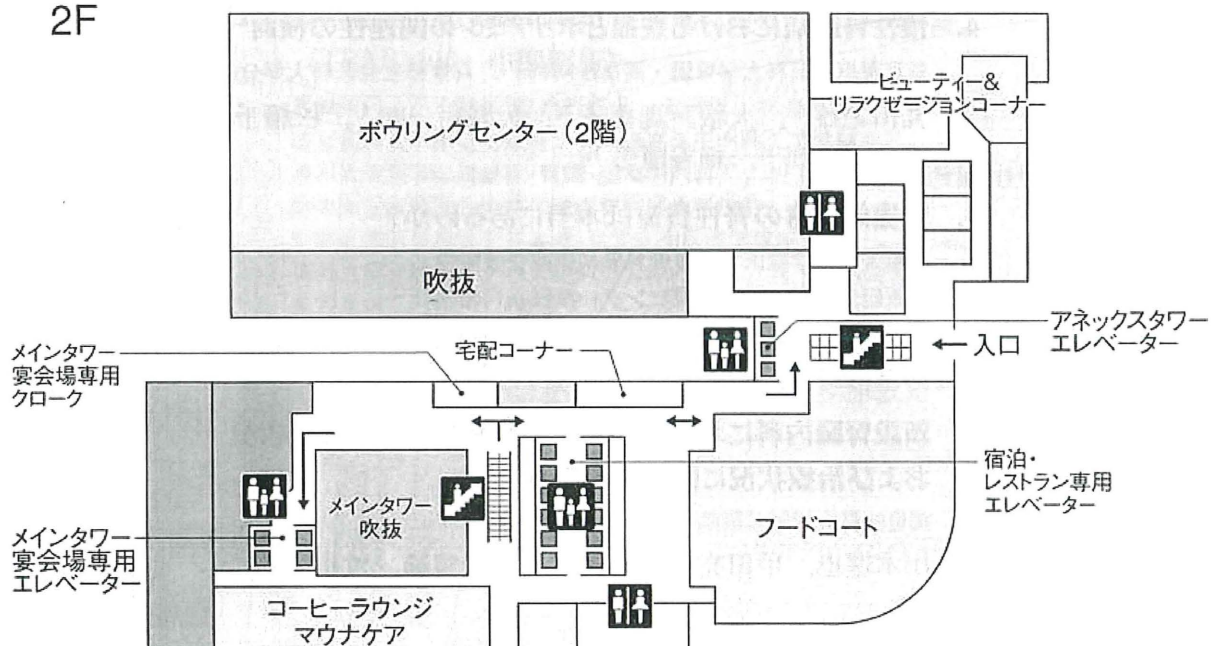 2F
ビューティー&
リラクゼーションコーナー
ボウリングセンター(2階)
吹抜
アネックスタワー
エレベーター
入口
メインタワー
宴会場専用
クローク
宅配コーナー
宿泊・
レストラン専用
エレベーター
メインタワー
吹抜
フードコート
メインタワー
宴会場専用
エレベーター
コーヒーラウンジ
マウナケア